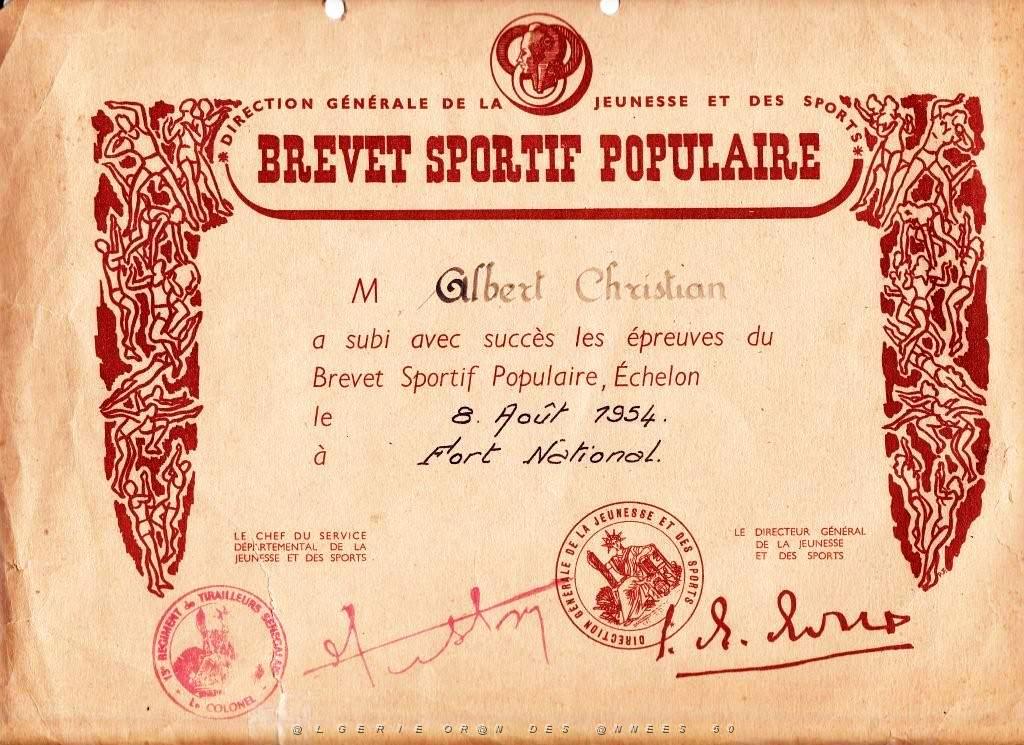 DIRECTION GÉNÉRALE DE LA JEUNESSE ET DES SPORTS
BREVET SPORTIF POPULAIRE
M Albert Christian
a subi avec succès les épreuves du
Brevet Sportif Populaire, Échelon
le 8. Août 1954.
à Fort National.
LE CHEF DU SERVICE
DÉPARTEMENTAL DE LA
JEUNESSE ET DES SPORTS
LE DIRECTEUR GÉNÉRAL
DE LA JEUNESSE
ET DES SPORTS
DIRECTION GÉNÉRALE DE LA JEUNESSE ET DES SPORTS
REGIMENT de TIRAILLEURS SENEGALAIS
Le COLONEL
@LGERIE OR@N DES @NNEES 50